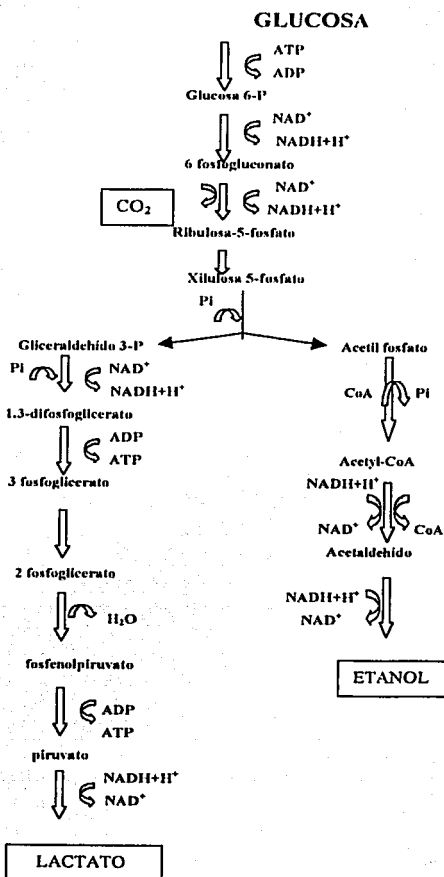 GLUCOSA
ATP
ADP
Glucosa 6-P
NAD⁺
NADH+H⁺
6 fosfogluconato
CO₂
NAD⁺
NADH+H⁺
Ribulosa-5-fosfato
Xilulosa 5-fosfato
Pi
Gliceraldehído 3-P
Acetil fosfato
Pi
NAD⁺
NADH+H⁺
CoA
Pi
1.3-difosfoglicerato
ADP
ATP
Acetyl-CoA
3 fosfoglicerato
NADH+H⁺
NAD⁺
CoA
Acetaldehído
2 fosfoglicerato
NADH+H⁺
NAD⁺
H₂O
fosfenolpiruvato
ETANOL
ADP
ATP
piruvato
NADH+H⁺
NAD⁺
LACTATO